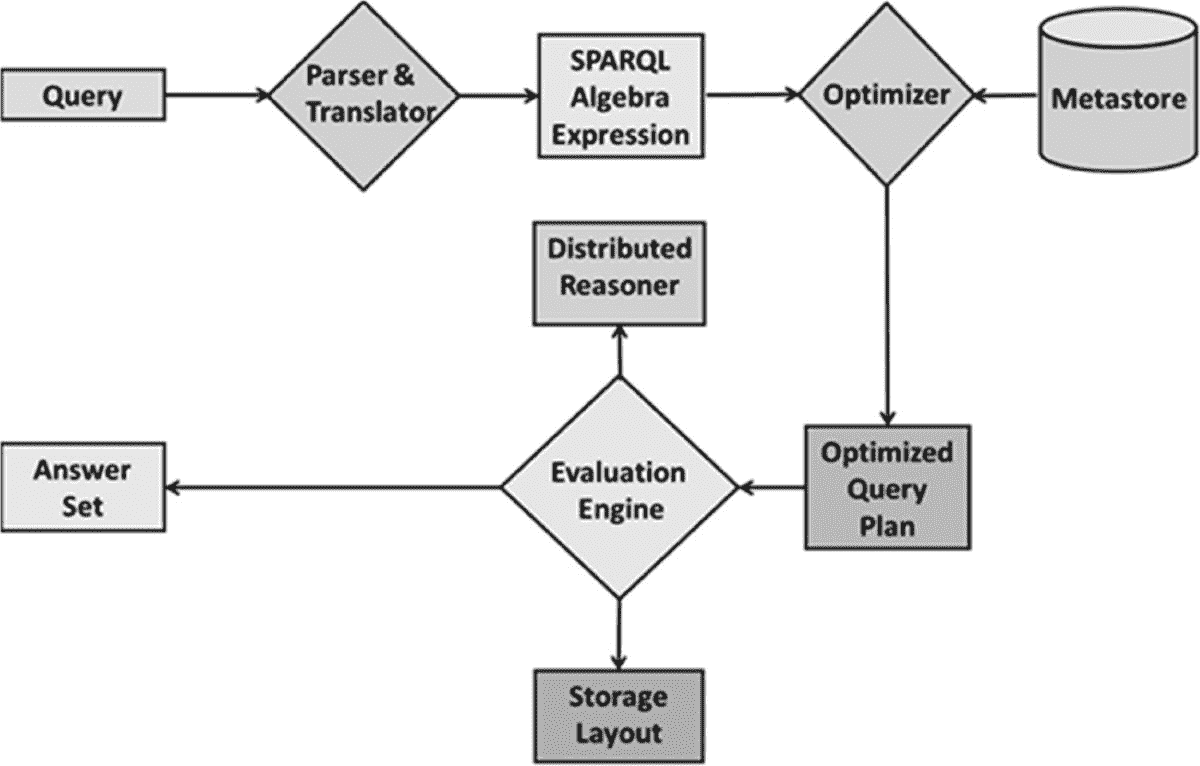 Query
Parser &
Translator
SPARQL
Algebra
Expression
Optimizer
Metastore
Distributed
Reasoner
Answer
Set
Evaluation
Engine
Optimized
Query
Plan
Storage
Layout